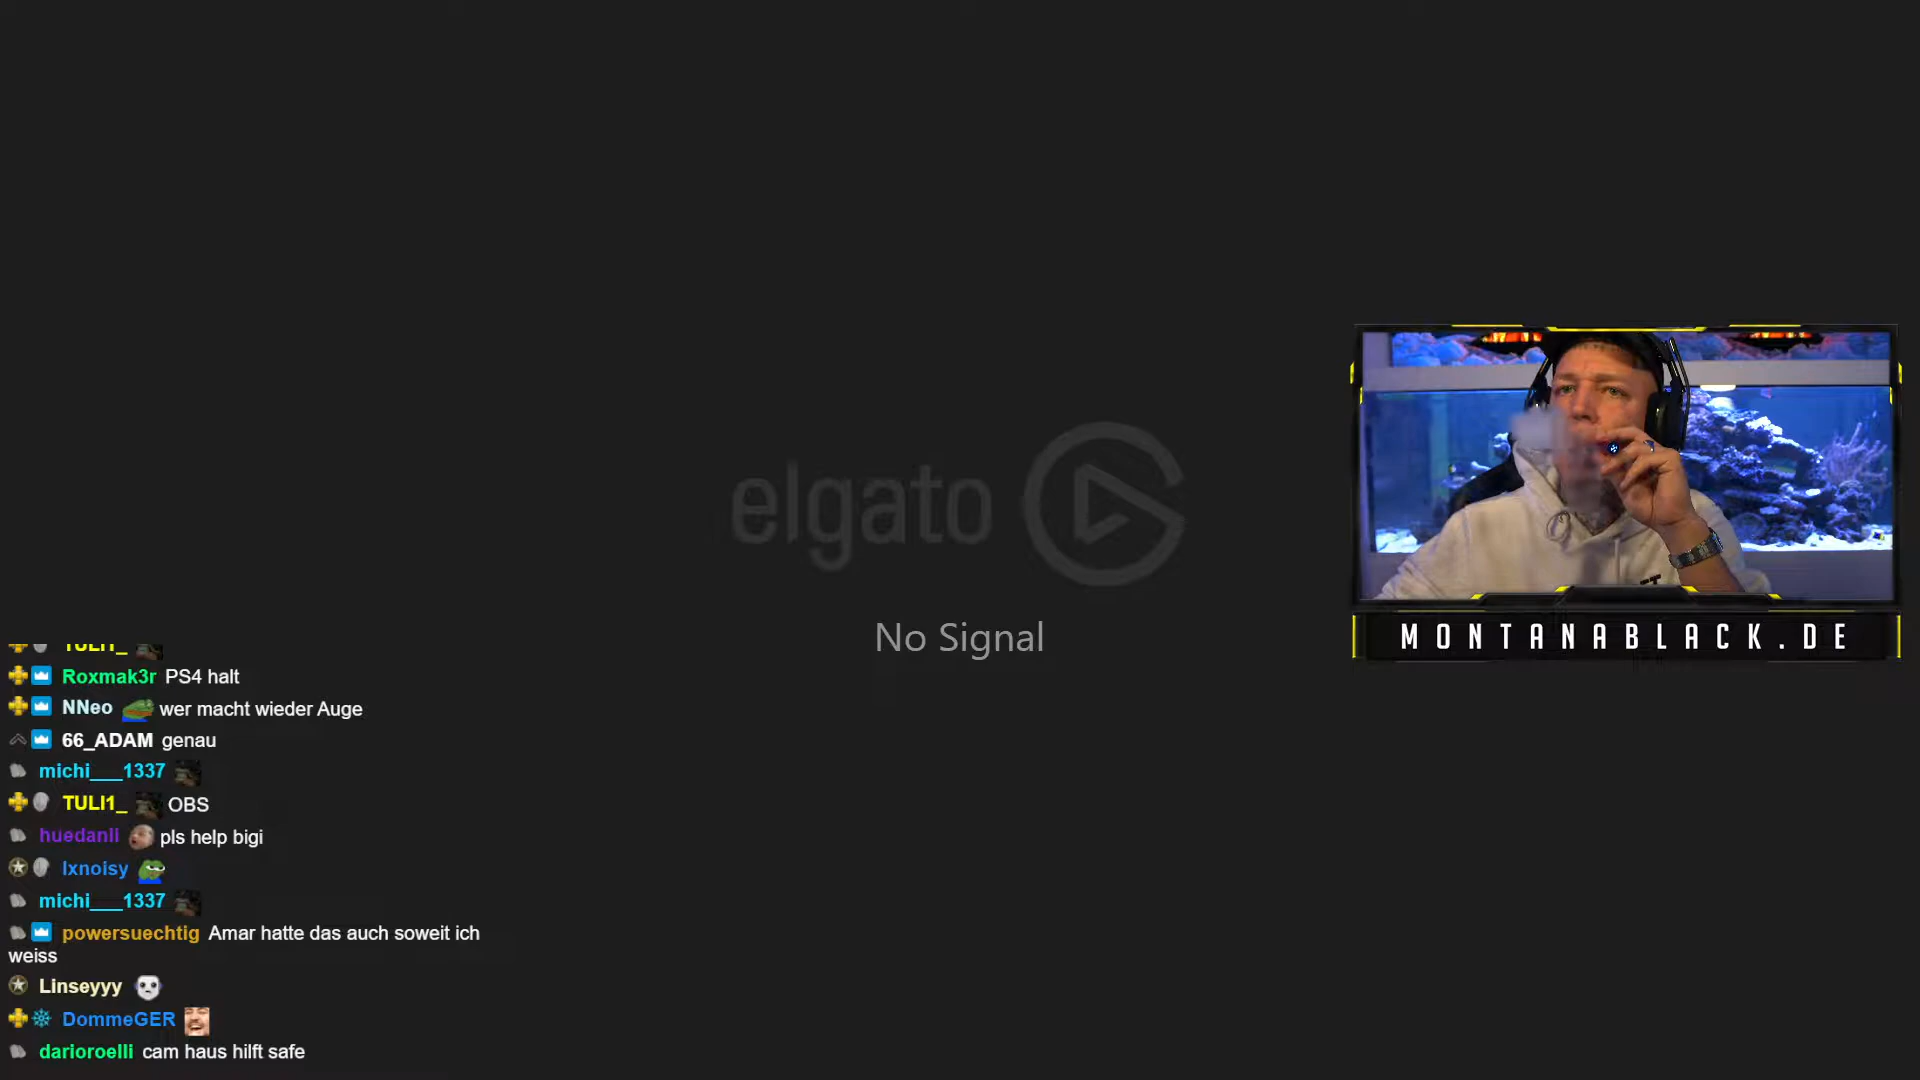 elgato
No Signal
MONTANABLACK.DE
TULI1_
Roxmak3r PS4 halt
NNeo wer macht wieder Auge
66_ADAM genau
michi___1337
TULI1_ OBS
huedanli pls help bigi
lxnoisy
michi___1337
powersuechtig Amar hatte das auch soweit ich
weiss
Linseyyy
DommeGER
darioroelli cam haus hilft safe